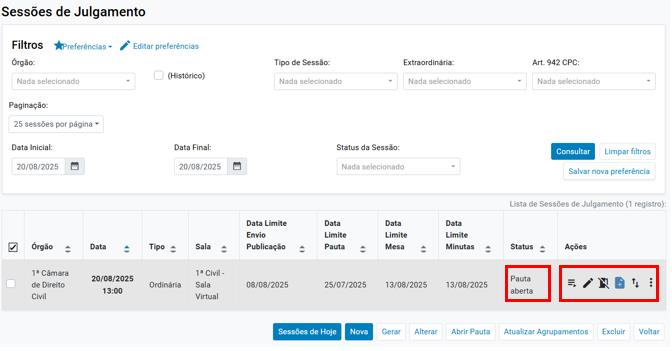 Sessões de Julgamento
Filtros Preferências Editar preferências
Órgão: Tipo de Sessão: Extraordinária: Art. 942 CPC:
Nada selecionado (Histórico) Nada selecionado Nada selecionado Nada selecionado
Paginação:
25 sessões por página
Data Inicial: Data Final: Status da Sessão:
20/08/2025 20/08/2025 Nada selecionado Consultar Limpar filtros
Salvar nova preferência
Lista de Sessões de Julgamento (1 registro):
Órgão Data Tipo Sala Data Limite Envio Publicação Data Limite Pauta Data Limite Mesa Data Limite Minutas Status Ações
1ª Câmara de Direito Civil 20/08/2025 13:00 Ordinária 1ª Civil - Sala Virtual 08/08/2025 25/07/2025 13/08/2025 13/08/2025 Pauta aberta
Sessões de Hoje Nova Gerar Alterar Abrir Pauta Atualizar Agrupamentos Excluir Voltar